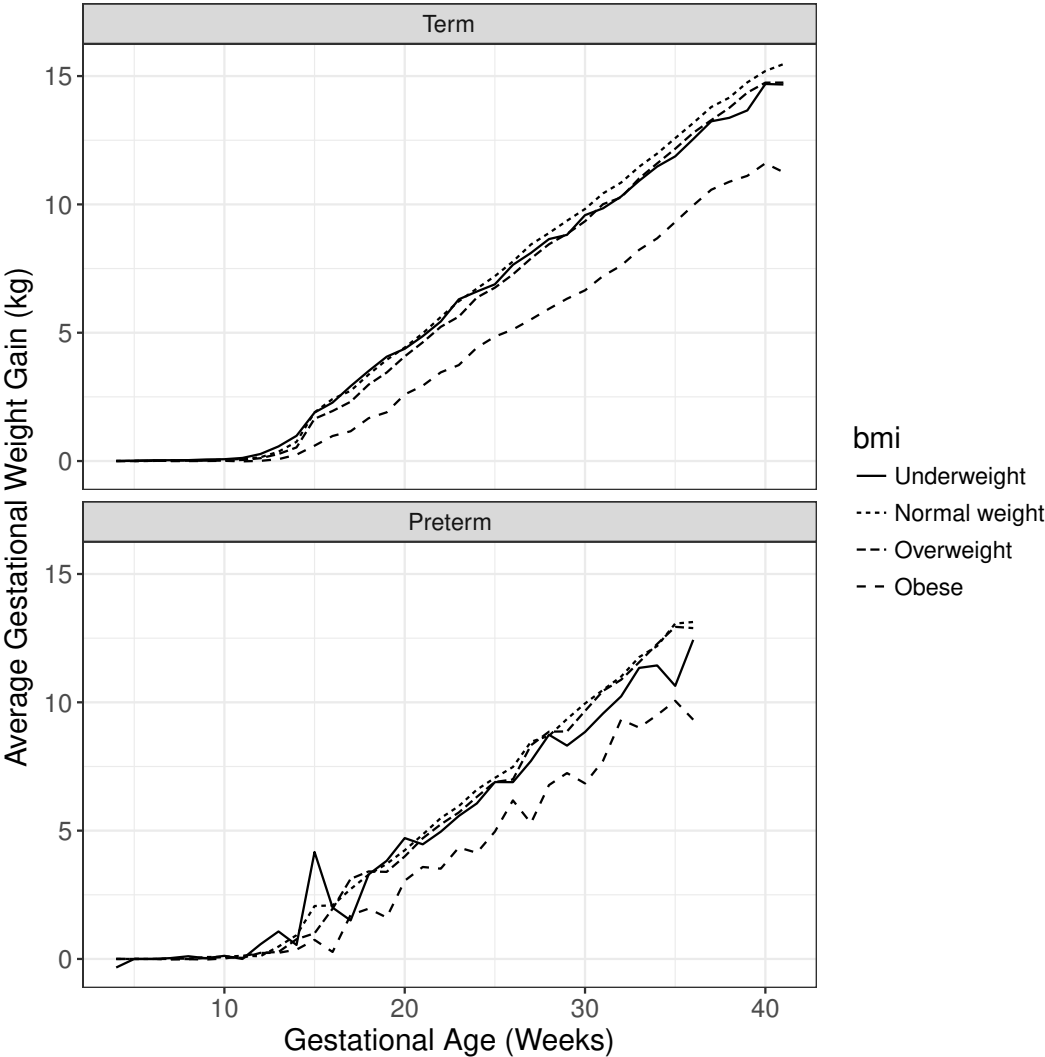 Term
15
10
5
0
Preterm
15
10
5
0
10 20 30 40
Gestational Age (Weeks)
Average Gestational Weight Gain (kg)
bmi
Underweight
Normal weight
Overweight
Obese